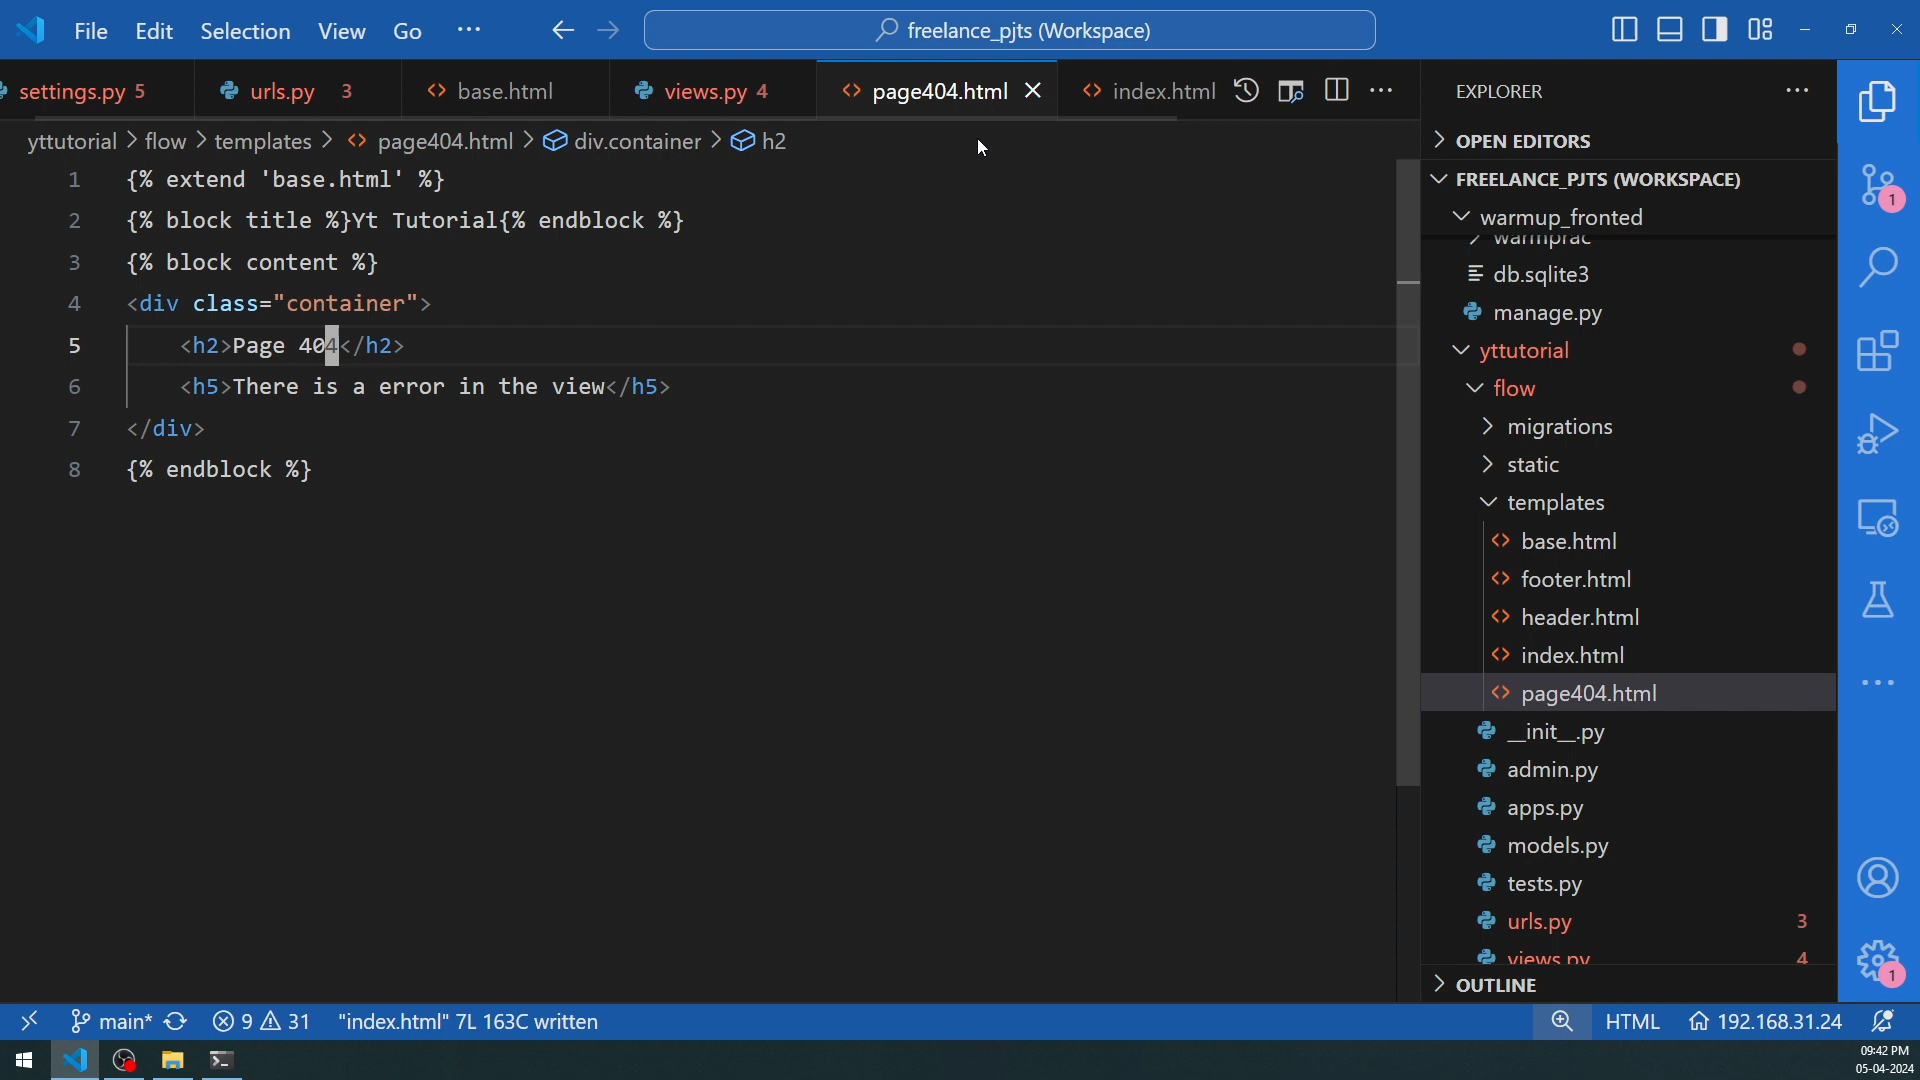 File Edit Selection View Go ··· freelance_pjts (Workspace)
settings.py 5 urls.py 3 base.html views.py 4 page404.html index.html ··· EXPLORER ···
yttutorial > flow > templates > page404.html > div.container > h2
OPEN EDITORS
1 {% extend 'base.html' %}
2 {% block title %}Yt Tutorial{% endblock %}
3 {% block content %}
4 <div class="container">
5 <h2>Page 404</h2>
6 <h5>There is a error in the view</h5>
7 </div>
8 {% endblock %}
FREELANCE_PJTS (WORKSPACE)
warmup_fronted
warmprac
db.sqlite3
manage.py
yttutorial
flow
migrations
static
templates
base.html
footer.html
header.html
index.html
page404.html
__init__.py
admin.py
apps.py
models.py
tests.py
urls.py 3
views.py 4
OUTLINE
1
1
main* 9 31 "index.html" 7L 163C written HTML 192.168.31.24
09:42 PM
05-04-2024